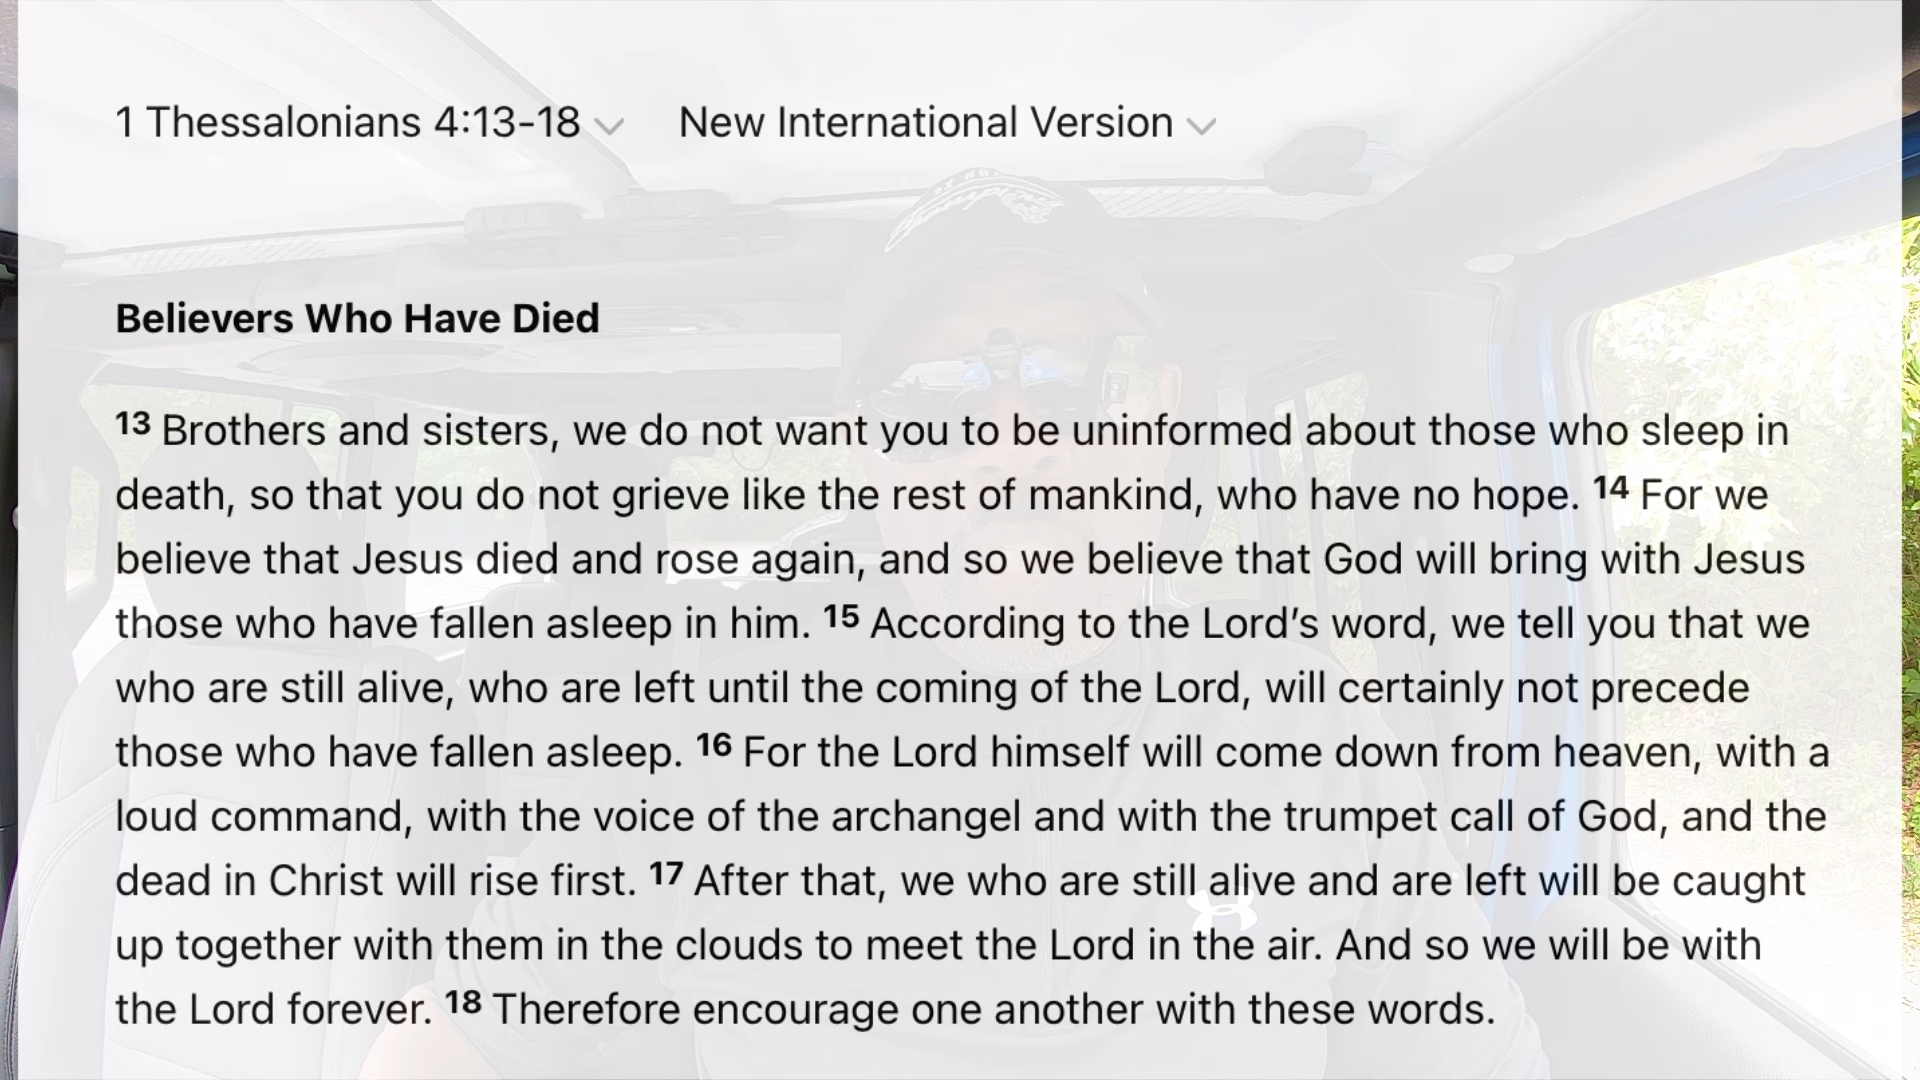 1 Thessalonians 4:13-18 New International Version
Believers Who Have Died
13 Brothers and sisters, we do not want you to be uninformed about those who sleep in
death, so that you do not grieve like the rest of mankind, who have no hope. 14 For we
believe that Jesus died and rose again, and so we believe that God will bring with Jesus
those who have fallen asleep in him. 15 According to the Lord’s word, we tell you that we
who are still alive, who are left until the coming of the Lord, will certainly not precede
those who have fallen asleep. 16 For the Lord himself will come down from heaven, with a
loud command, with the voice of the archangel and with the trumpet call of God, and the
dead in Christ will rise first. 17 After that, we who are still alive and are left will be caught
up together with them in the clouds to meet the Lord in the air. And so we will be with
the Lord forever. 18 Therefore encourage one another with these words.